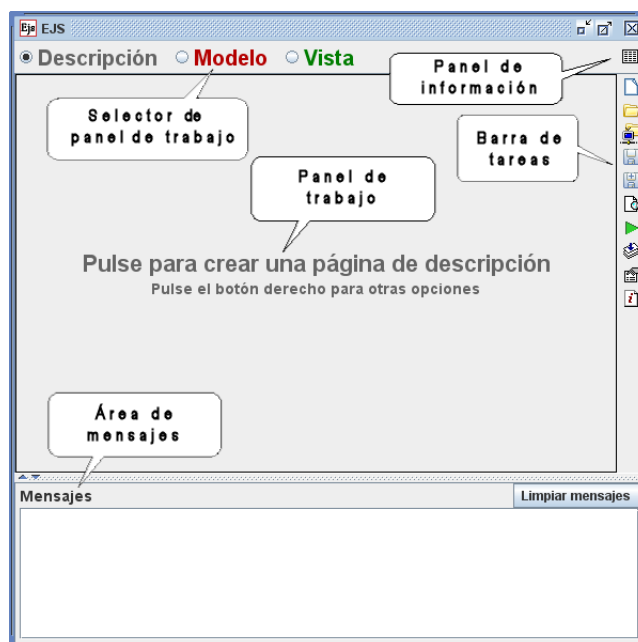 Ejs EJS
Descripción Modelo Vista
Panel de
información
Selector de
panel de trabajo
Barra de
tareas
Panel de
trabajo
Pulse para crear una página de descripción
Pulse el botón derecho para otras opciones
Área de
mensajes
Mensajes
Limpiar mensajes